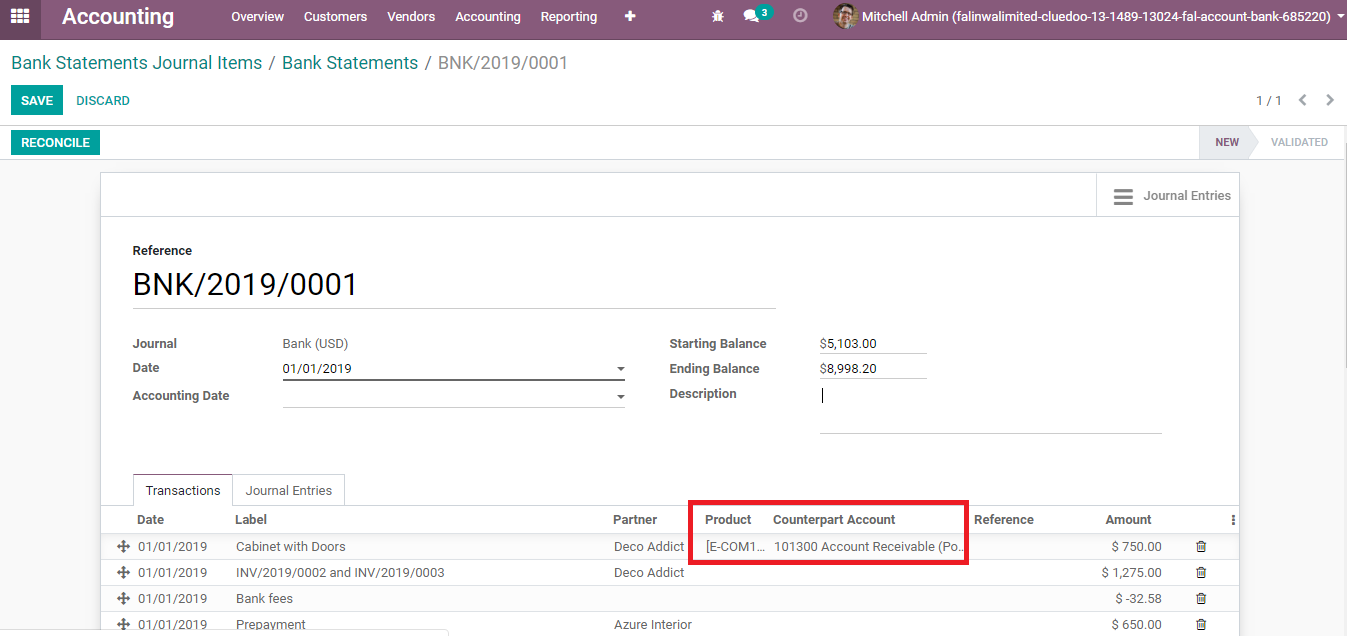 Accounting Overview Customers Vendors Accounting Reporting 3 Mitchell Admin (falinwalimited-cluedoo-13-1489-13024-fal-account-bank-685220)
Bank Statements Journal Items / Bank Statements / BNK/2019/0001
SAVE DISCARD 1 / 1
RECONCILE NEW VALIDATED
Journal Entries
Reference
BNK/2019/0001
Journal Bank (USD) Starting Balance $5,103.00
Date 01/01/2019 Ending Balance $8,998.20
Accounting Date Description
Transactions Journal Entries
Date Label Partner Product Counterpart Account Reference Amount
01/01/2019 Cabinet with Doors Deco Addict [E-COM1... 101300 Account Receivable (Po... $ 750.00
01/01/2019 INV/2019/0002 and INV/2019/0003 Deco Addict $ 1,275.00
01/01/2019 Bank fees $ -32.58
01/01/2019 Prepayment Azure Interior $ 650.00